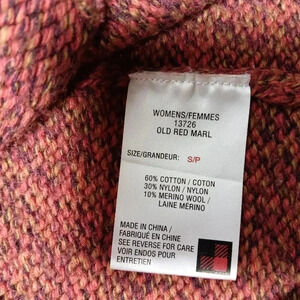 WOMENS/FEMMES
13726
OLD RED MARL
SIZE/GRANDEUR: S/P
60% COTTON / COTON
30% NYLON / NYLON
10% MERINO WOOL /
LAINE MÉRINO
MADE IN CHINA /
FABRIQUÉ EN CHINE
SEE REVERSE FOR CARE
VOIR ENDOS POUR
ENTRETIEN